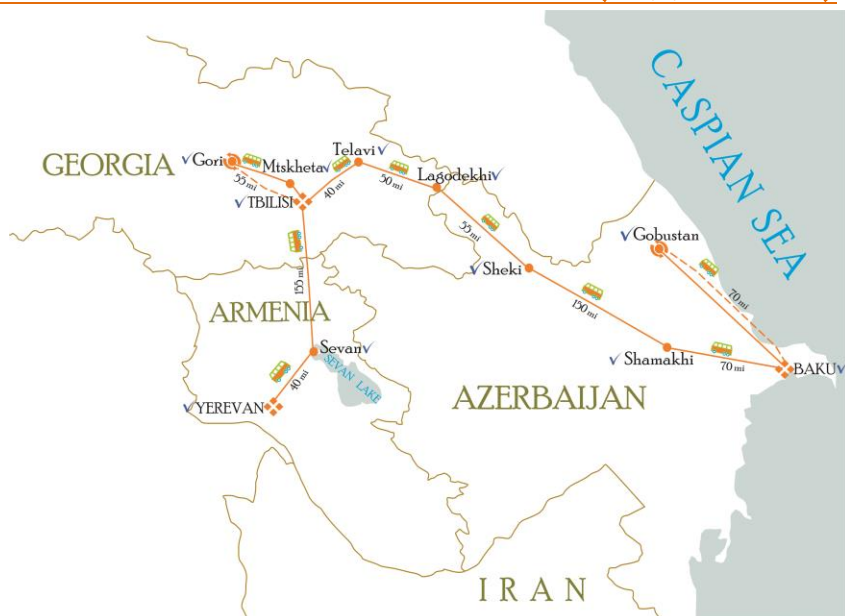 CASPIAN SEA
GEORGIA
Gori
Mtskheta
Telavi
Lagodekhi
55 mi
TBILISI
40 mi
50 mi
55 mi
Gobustan
Sheki
155 mi
70 mi
150 mi
ARMENIA
Sevan
SEVAN LAKE
40 mi
YEREVAN
Shamakhi
70 mi
BAKU
AZERBAIJAN
IRAN